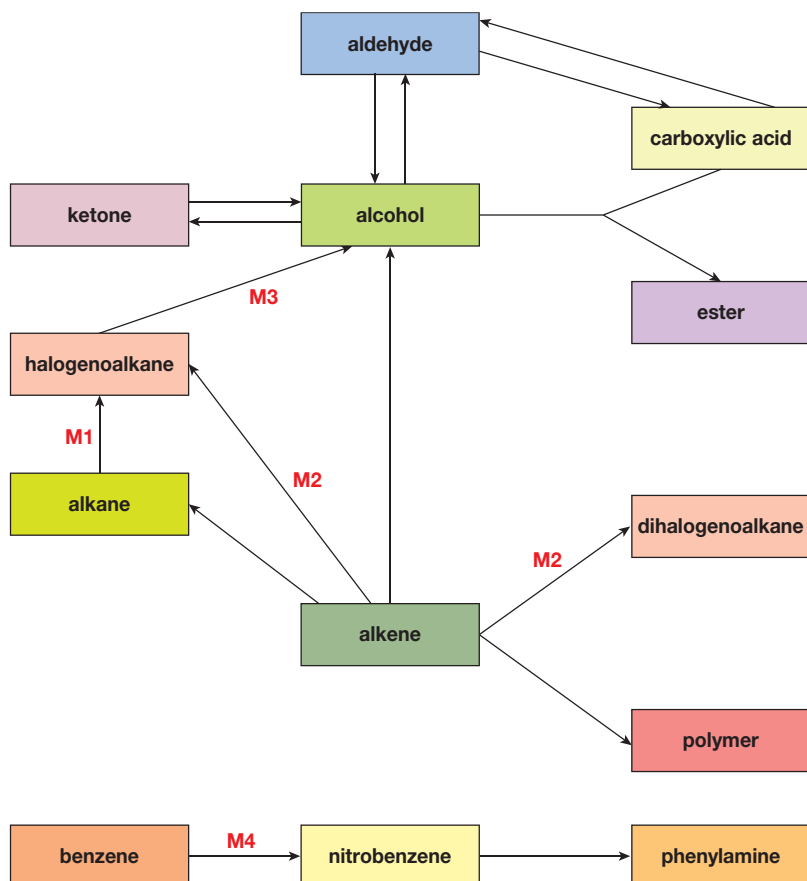 aldehyde
carboxylic acid
ketone
alcohol
ester
M3
halogenoalkane
M1
M2
alkane
dihalogenoalkane
M2
alkene
polymer
benzene
M4
nitrobenzene
phenylamine